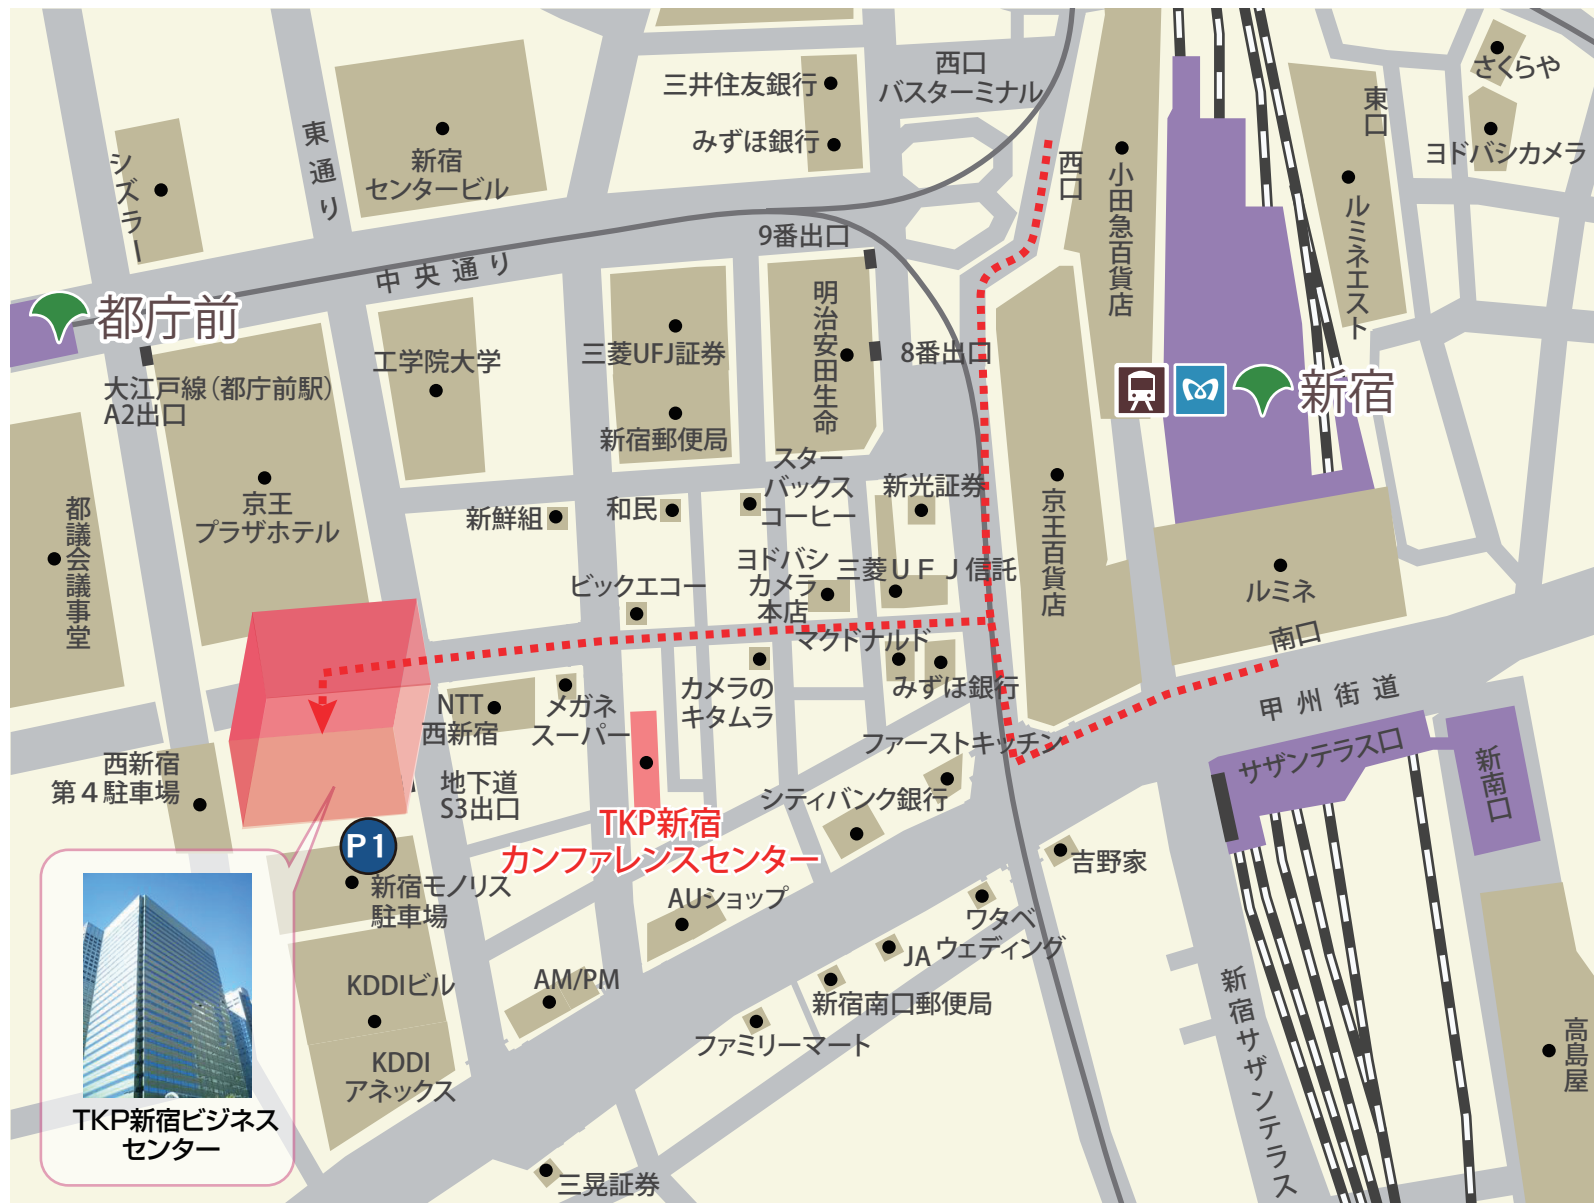 さくらや
東口
ヨドバシカメラ
西口
バスターミナル
三井住友銀行
みずほ銀行
東通り
新宿
センタービル
シズラー
西口
小田急百貨店
ルミネエスト
9番出口
中央通り
都庁前
明治安田生命
8番出口
三菱UFJ証券
新宿郵便局
工学院大学
大江戸線（都庁前駅）
A2出口
新宿
京王
プラザホテル
都議会議事堂
新鮮組
和民
スター
バックス
コーヒー
新光証券
京王百貨店
ルミネ
南口
ビックエコー
ヨドバシ
カメラ
本店
三菱ＵＦＪ信託
マクドナルド
みずほ銀行
カメラの
キタムラ
NTT
西新宿
メガネ
スーパー
甲州街道
サザンテラス口
新南口
ファーストキッチン
西新宿
第４駐車場
地下道
S3出口
TKP新宿
カンファレンスセンター
シティバンク銀行
P1
新宿モノリス
駐車場
吉野家
AUショップ
ワタベ
ウェディング
JA
KDDIビル
AM/PM
新宿南口郵便局
ファミリーマート
KDDI
アネックス
新宿サザンテラス
高島屋
TKP新宿ビジネス
センター
三晃証券